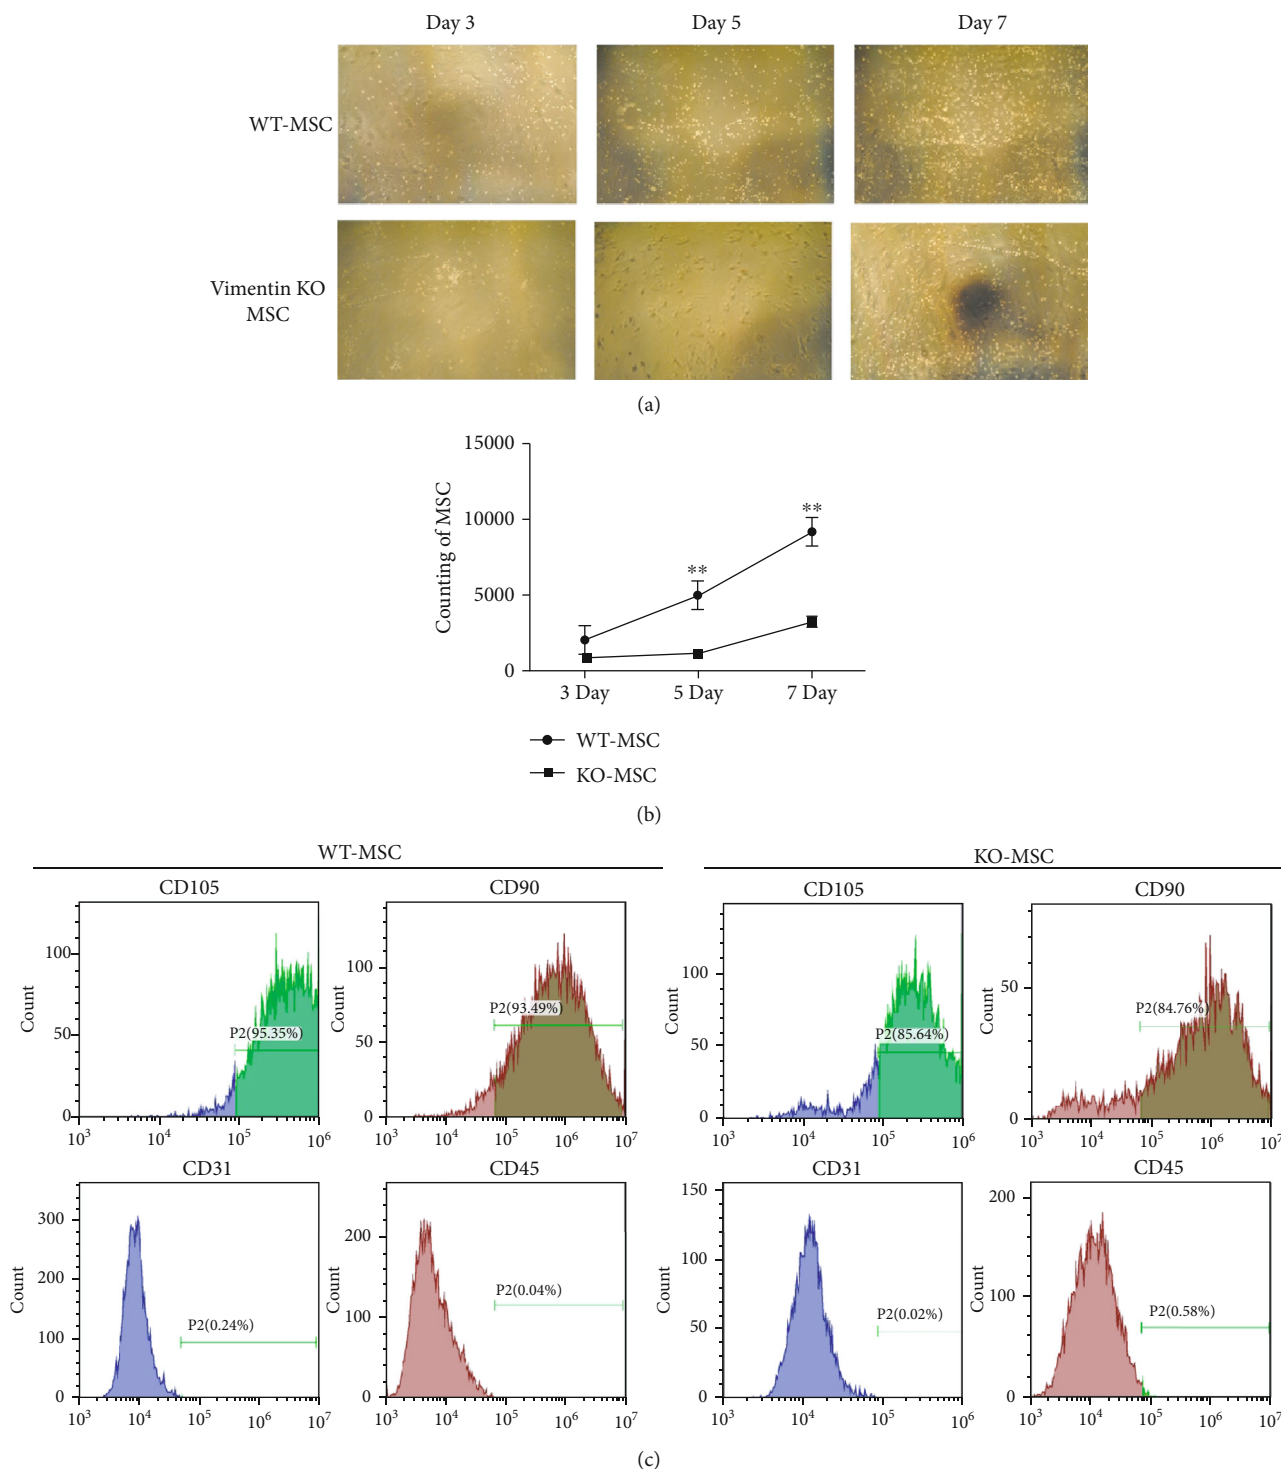 Day 3 Day 5 Day 7
WT-MSC
Vimentin KO
MSC
(a)
15000
10000
5000
0
Counting of MSC
** **
3 Day 5 Day 7 Day
WT-MSC
KO-MSC
(b)
WT-MSC KO-MSC
CD105 CD90 CD105 CD90
Count
100
50
0
P2(95.35%)
10³ 10⁴ 10⁵ 10⁶
Count
100
50
0
P2(93.49%)
10³ 10⁴ 10⁵ 10⁶ 10⁷
Count
100
50
0
P2(85.64%)
10³ 10⁴ 10⁵ 10⁶
Count
50
0
P2(84.76%)
10³ 10⁴ 10⁵ 10⁶ 10⁷
CD31 CD45 CD31 CD45
Count
300
200
100
0
P2(0.24%)
10³ 10⁴ 10⁵ 10⁶ 10⁷
Count
200
100
0
P2(0.04%)
10³ 10⁴ 10⁵ 10⁶ 10⁷
Count
150
100
50
0
P2(0.02%)
10³ 10⁴ 10⁵ 10⁶
Count
200
100
0
P2(0.58%)
10³ 10⁴ 10⁵ 10⁶ 10⁷
(c)